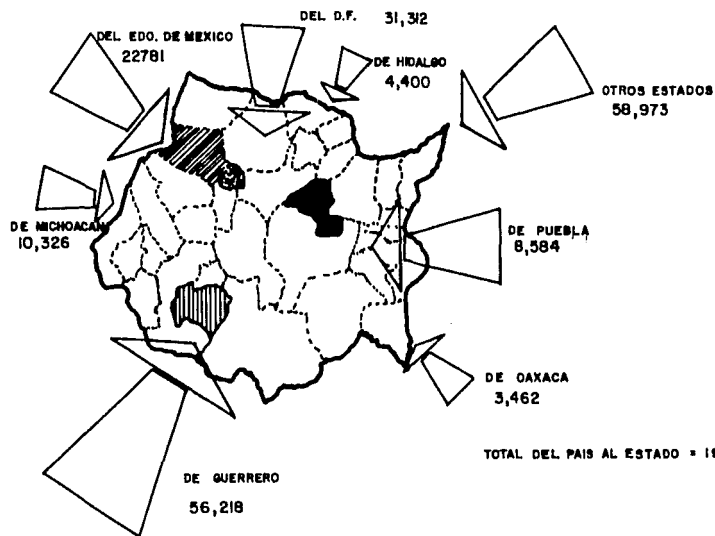 DEL D.F. 31,312
DEL EDO. DE MEXICO
22781
DE HIDALGO
4,400
OTROS ESTADOS
58,973
DE MICHOACAN
10,326
DE PUEBLA
8,584
DE OAXACA
3,462
TOTAL DEL PAIS AL ESTADO = 19
DE GUERRERO
56,218